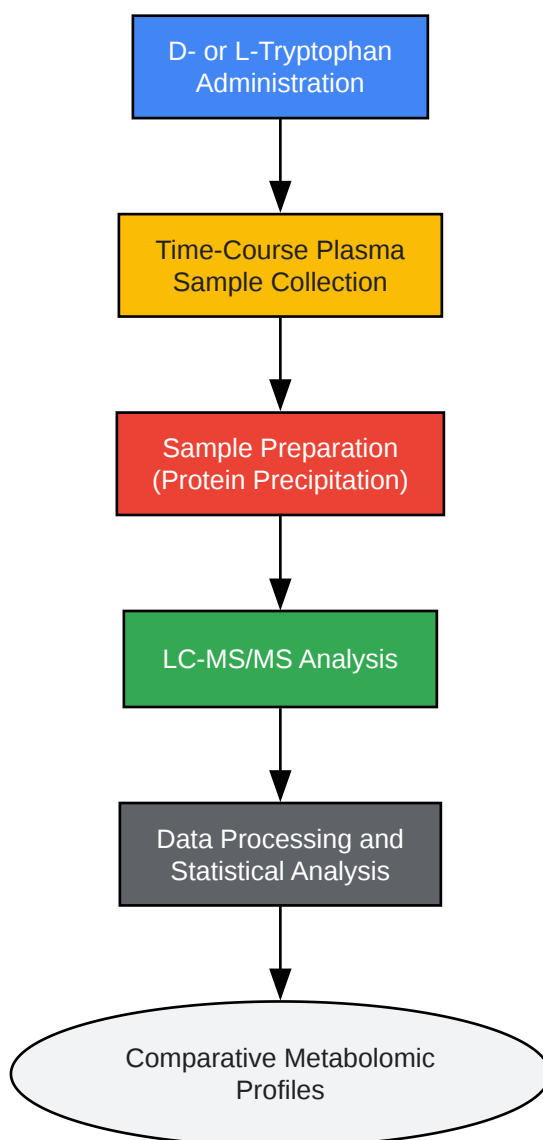 D- or L-Tryptophan
Administration
Time-Course Plasma
Sample Collection
Sample Preparation
(Protein Precipitation)
LC-MS/MS Analysis
Data Processing and
Statistical Analysis
Comparative Metabolomic
Profiles